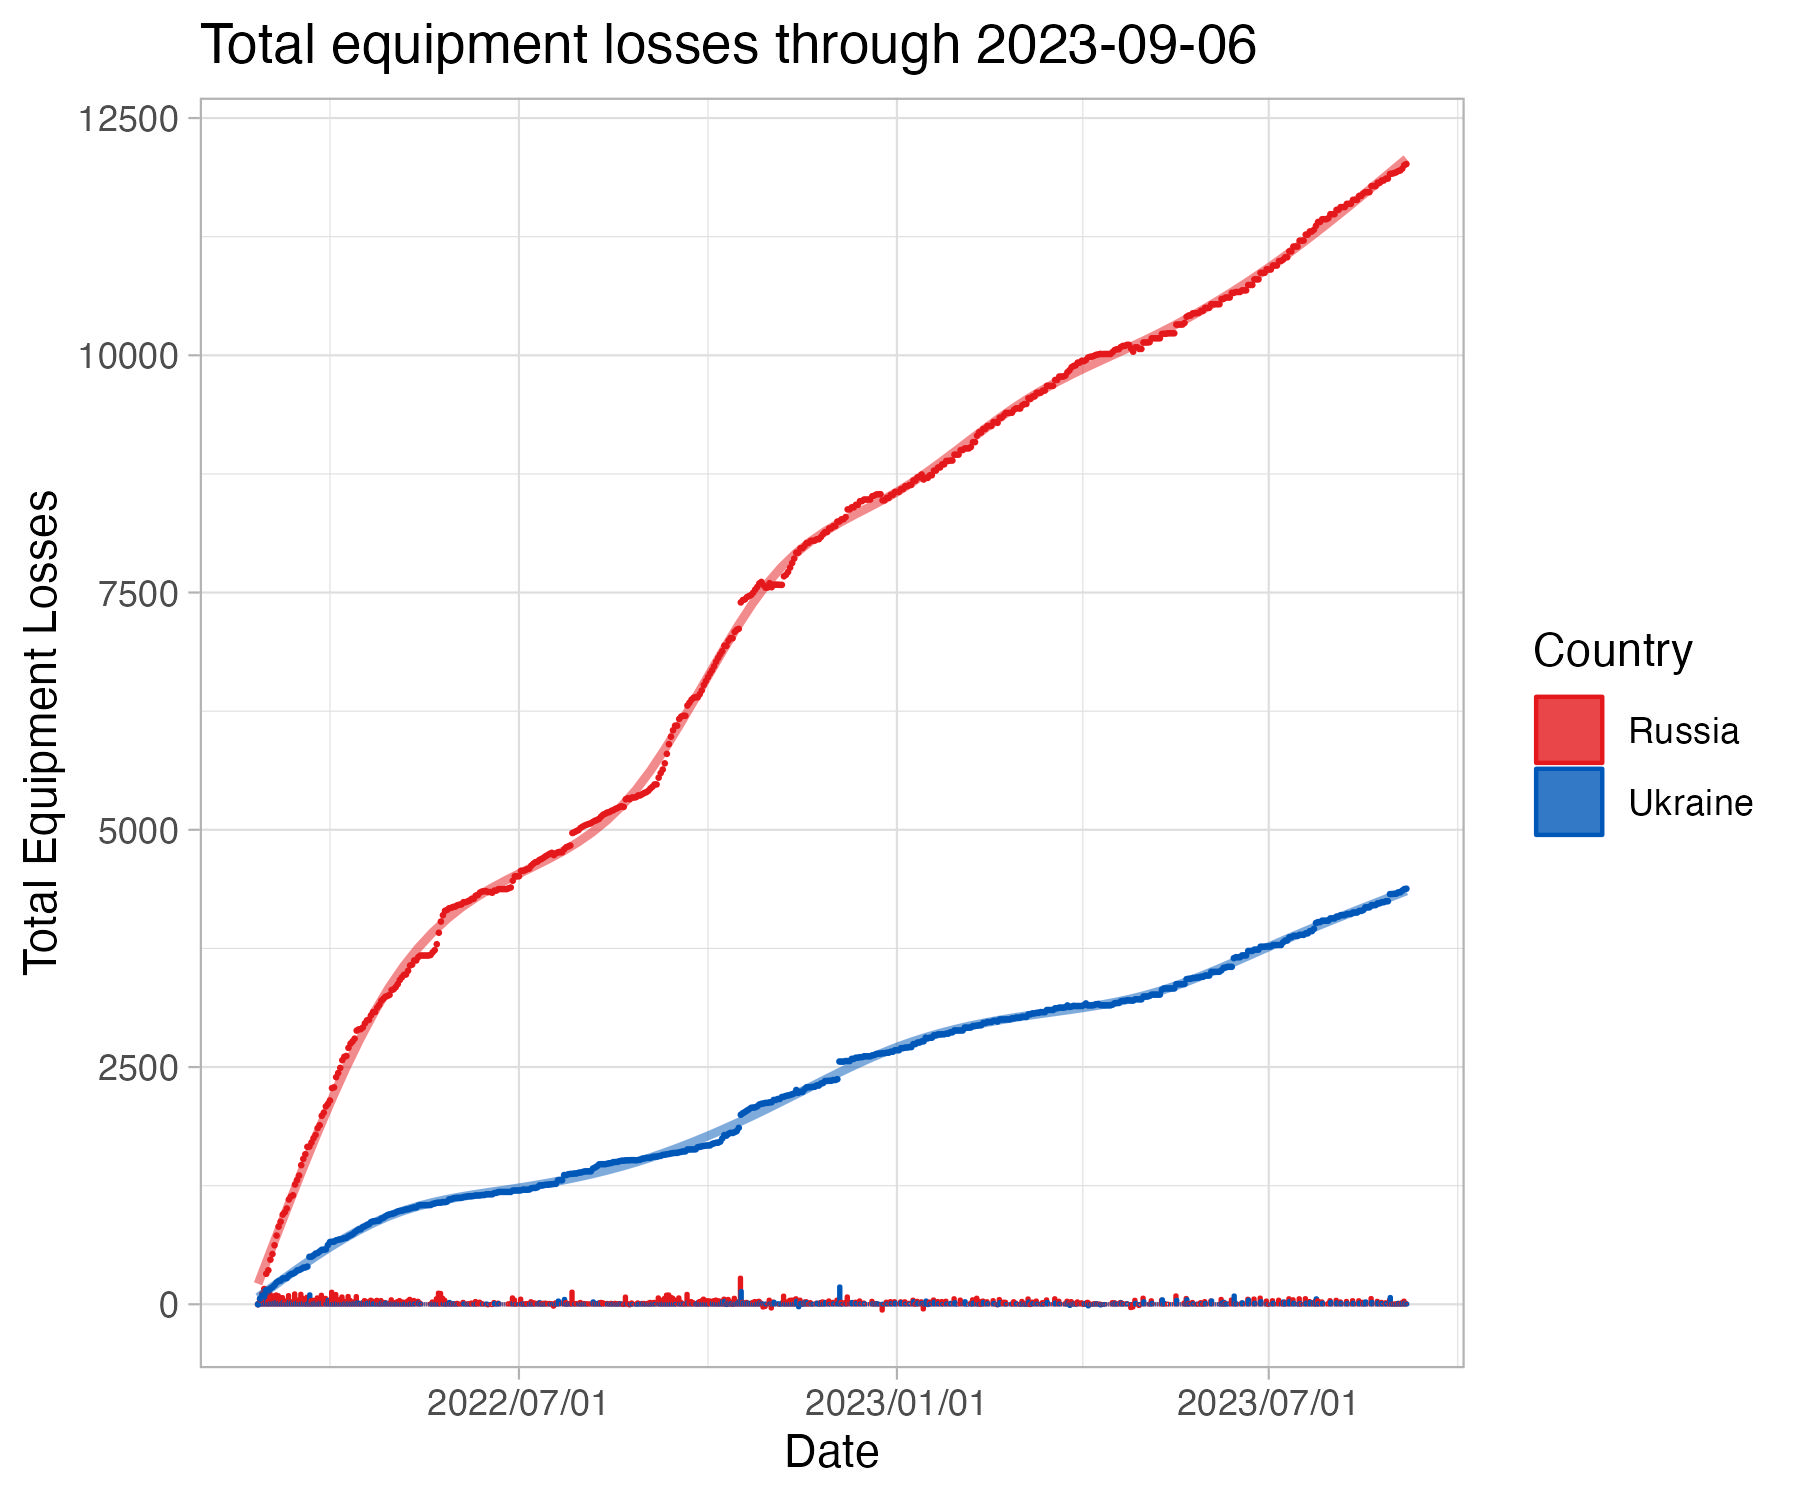 Total equipment losses through 2023-09-06
Total Equipment Losses
12500
10000
7500
5000
2500
0
2022/07/01
2023/01/01
2023/07/01
Date
Country
Russia
Ukraine